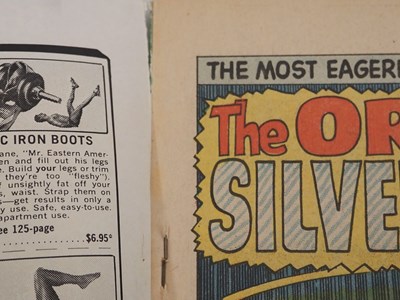 C IRON BOOTS
ane, "Mr. Eastern Amer-
en and fill out his legs
e. Build your legs or trim
they're too "fleshy").
unsightly fat off your
s, waist. Strap them on
s—get results in only a
y use. Safe, easy-to-use.
apartment use.
ee 125-page
$6.95
THE MOST EAGER
The OR
SILVE